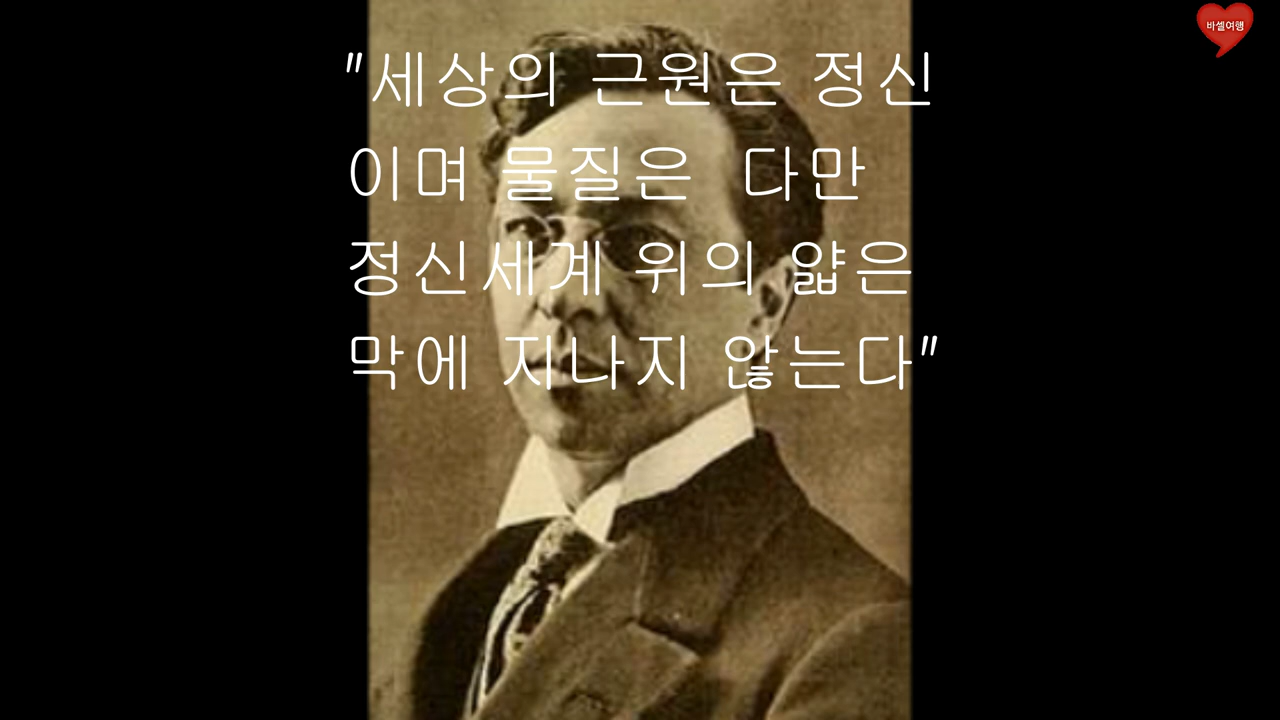 바셀여행
"세상의 근원은 정신
이며 물질은 다만
정신세계 위의 얇은
막에 지나지 않는다"